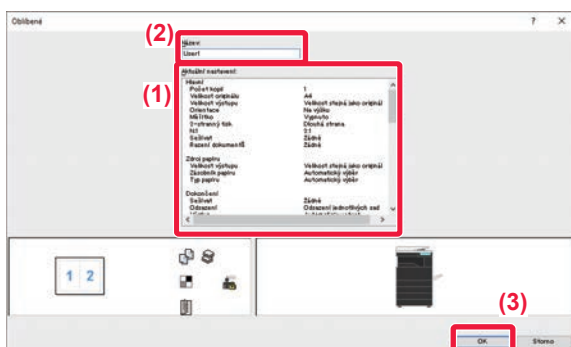 Oblíbené ? ×
(2)
Název:
User1
Aktuální nastavení:
(1)
Hlavní
Počet kopií 1
Velikost originálu A4
Velikost výstupu Velikost stejná jako originál
Orientace Na výšku
Měřítko Vypnuto
2-stranný tisk Dlouhá strana
N:1 2:1
Sešívat Žádné
Řazení dokumentů Žádné
Zdroj papíru
Velikost výstupu Velikost stejná jako originál
Zásobník papíru Automatický výběr
Typ papíru Automatický výběr
Dokončení
Sešívat Žádné
Odsazení Odsazení jednotlivých sad
1 2
(3)
OK Storno